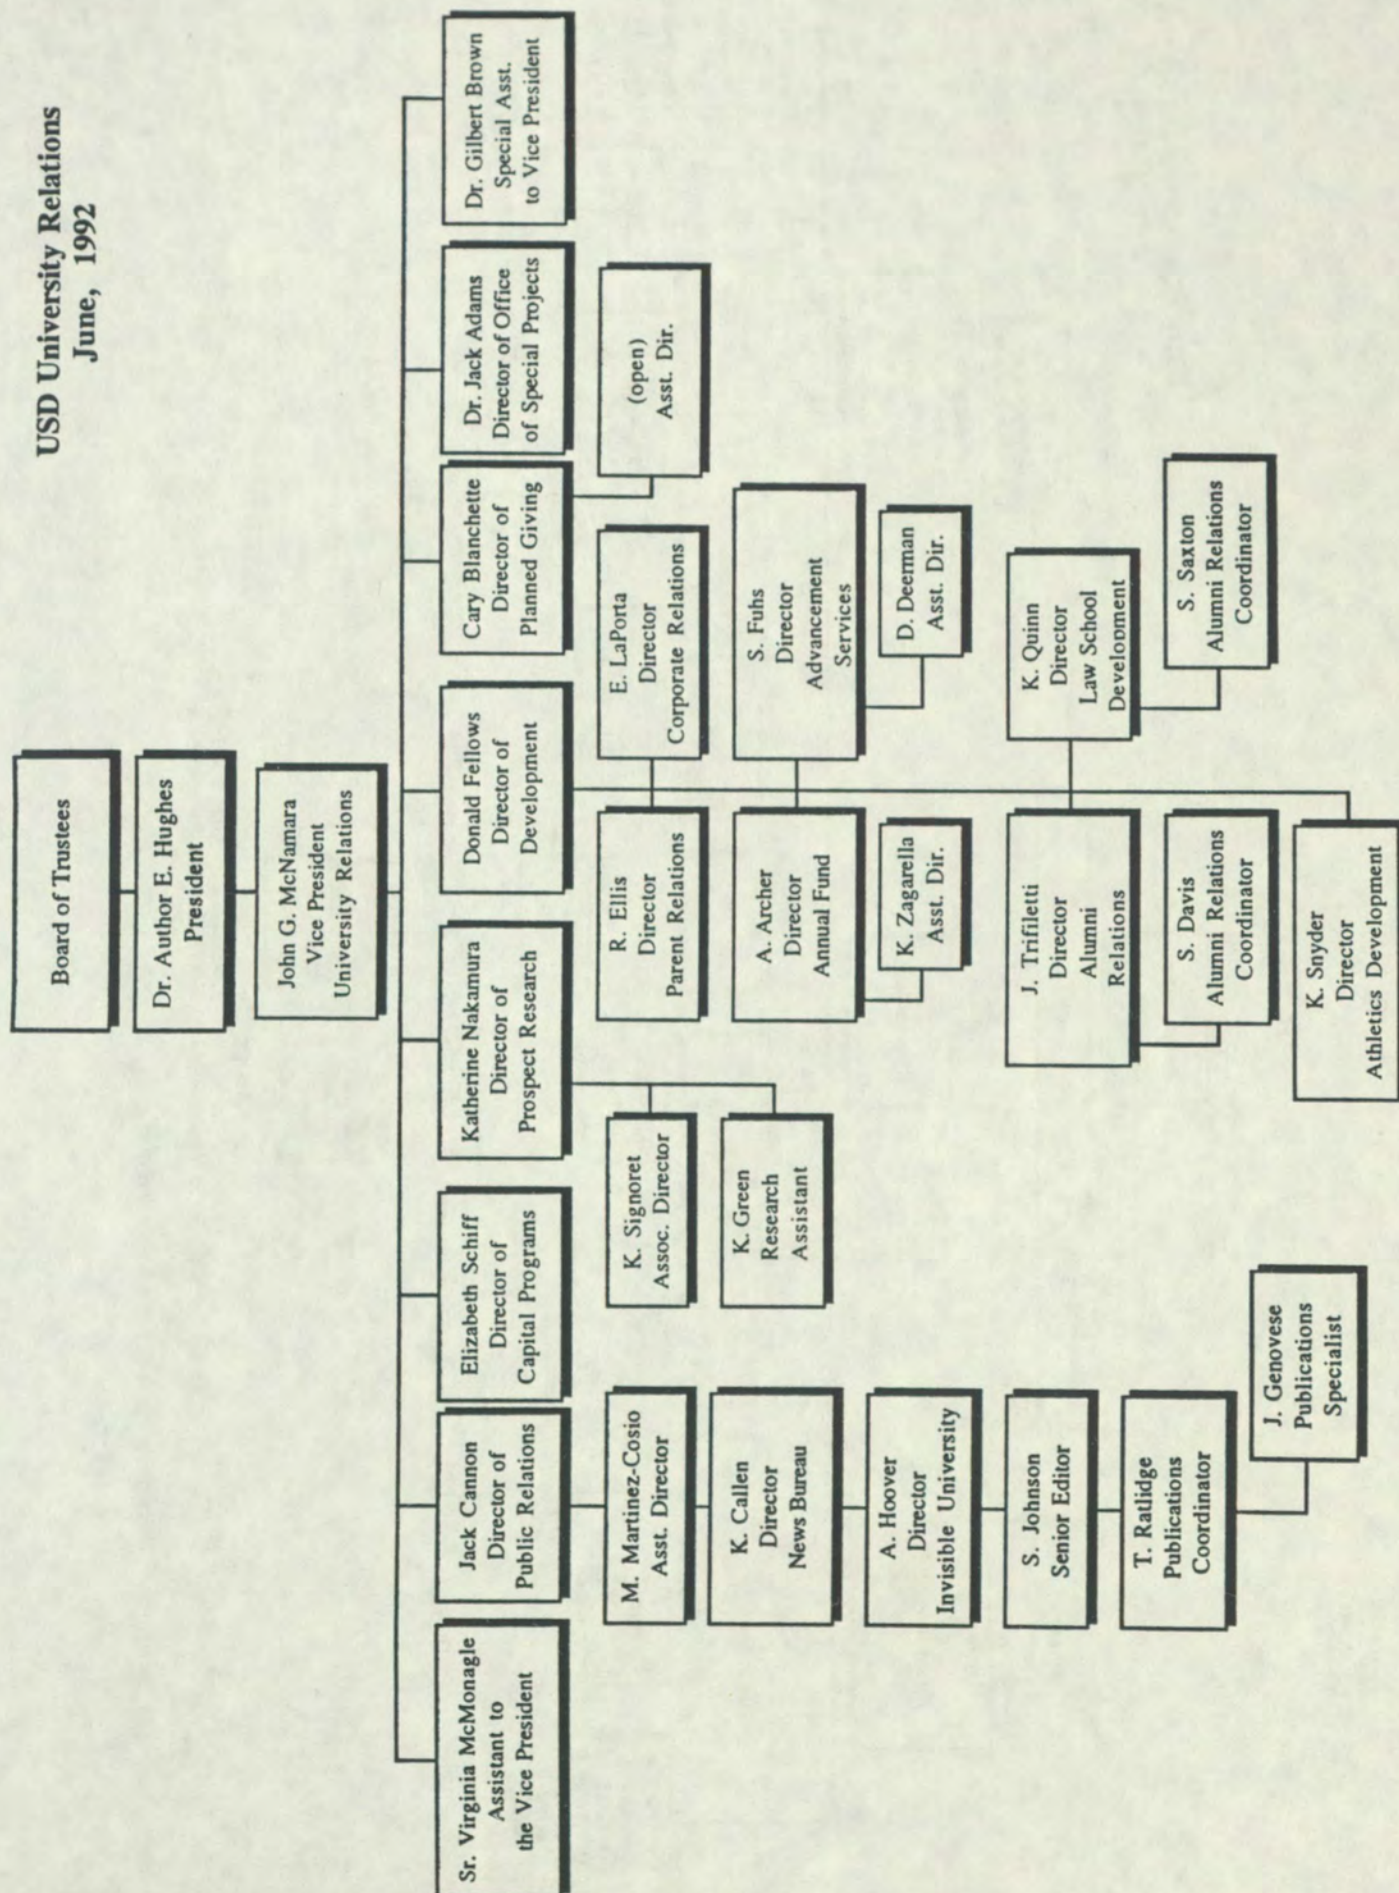 USD University Relations
June, 1992
Board of Trustees
Dr. Author E. Hughes
President
John G. McNamara
Vice President
University Relations
Sr. Virginia McMonagle
Assistant to
the Vice President
Jack Cannon
Director of
Public Relations
Elizabeth Schiff
Director of
Capital Programs
Katherine Nakamura
Director of
Prospect Research
Donald Fellows
Director of
Development
Cary Blanchette
Director of
Planned Giving
Dr. Jack Adams
Director of Office
of Special Projects
Dr. Gilbert Brown
Special Asst.
to Vice President
M. Martinez-Cosio
Asst. Director
K. Callen
Director
News Bureau
A. Hoover
Director
Invisible University
S. Johnson
Senior Editor
T. Ratlidge
Publications
Coordinator
J. Genovese
Publications
Specialist
K. Signoret
Assoc. Director
K. Green
Research
Assistant
R. Ellis
Director
Parent Relations
E. LaPorta
Director
Corporate Relations
A. Archer
Director
Annual Fund
S. Fuhs
Director
Advancement
Services
K. Zagarella
Asst. Dir.
D. Deerman
Asst. Dir.
J. Trifiletti
Director
Alumni
Relations
K. Quinn
Director
Law School
Development
S. Davis
Alumni Relations
Coordinator
S. Saxton
Alumni Relations
Coordinator
K. Snyder
Director
Athletics Development
(open)
Asst. Dir.